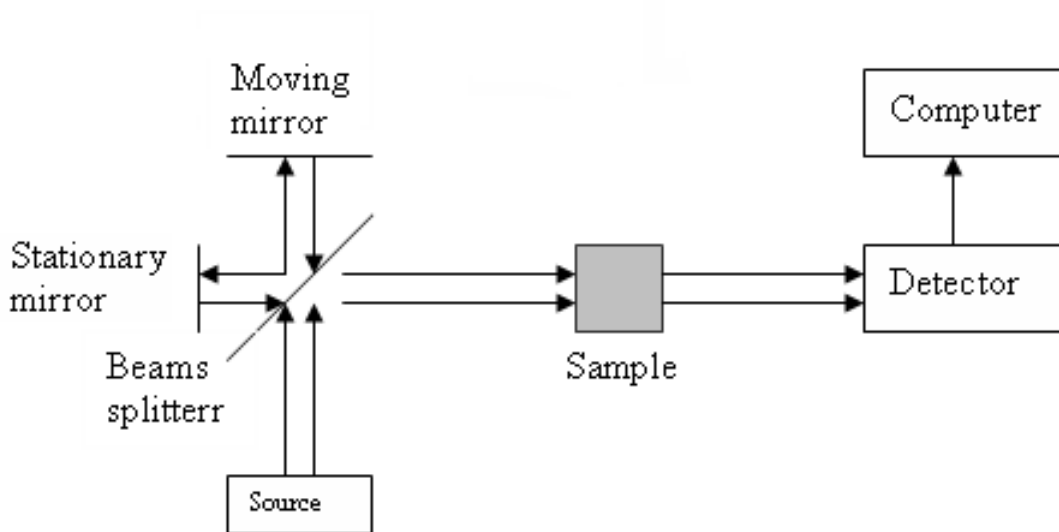 Moving
mirror
Computer
Stationary
mirror
Detector
Beams
splitterr
Sample
Source